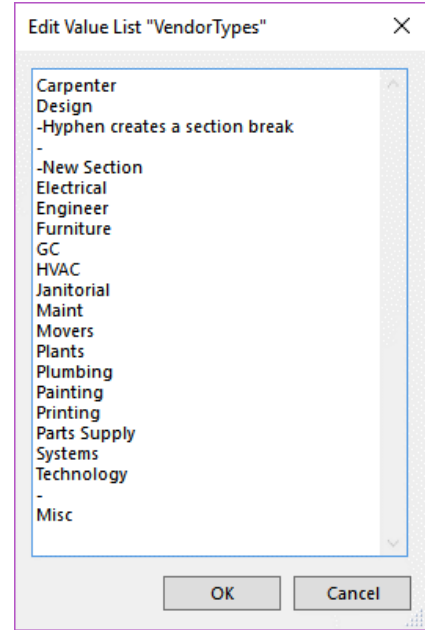 Edit Value List "VendorTypes"
Carpenter
Design
-Hyphen creates a section break
-
-New Section
Electrical
Engineer
Furniture
GC
HVAC
Janitorial
Maint
Movers
Plants
Plumbing
Painting
Printing
Parts Supply
Systems
Technology
-
Misc
OK
Cancel